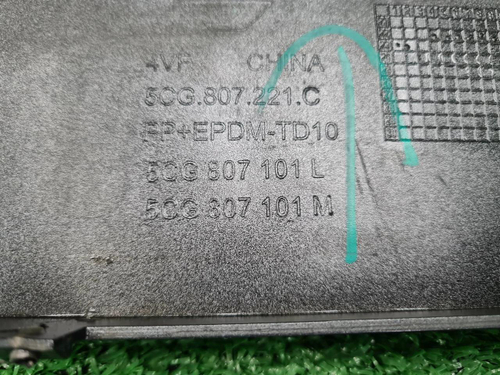 4VF CHINA
5CG.807.221.C
PP+EPDM-TD10
5CG 807 101 L
5CG 807 101 M